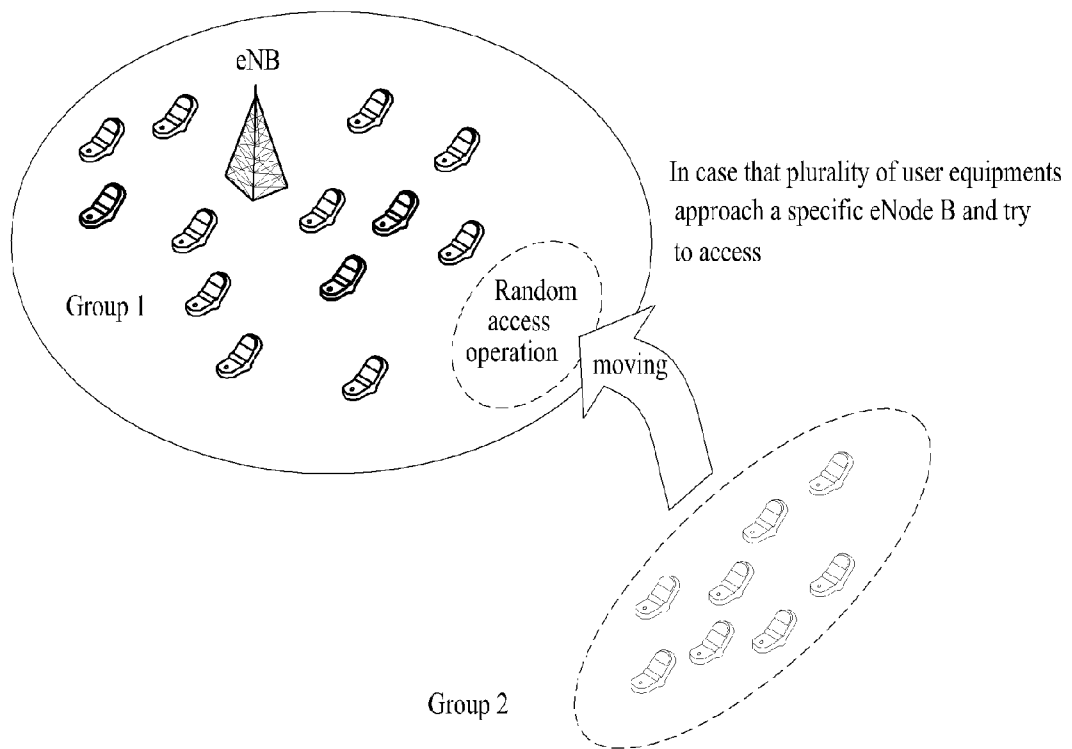 eNB
In case that plurality of user equipments
approach a specific eNode B and try
to access
Group 1
Random
access
operation
moving
Group 2